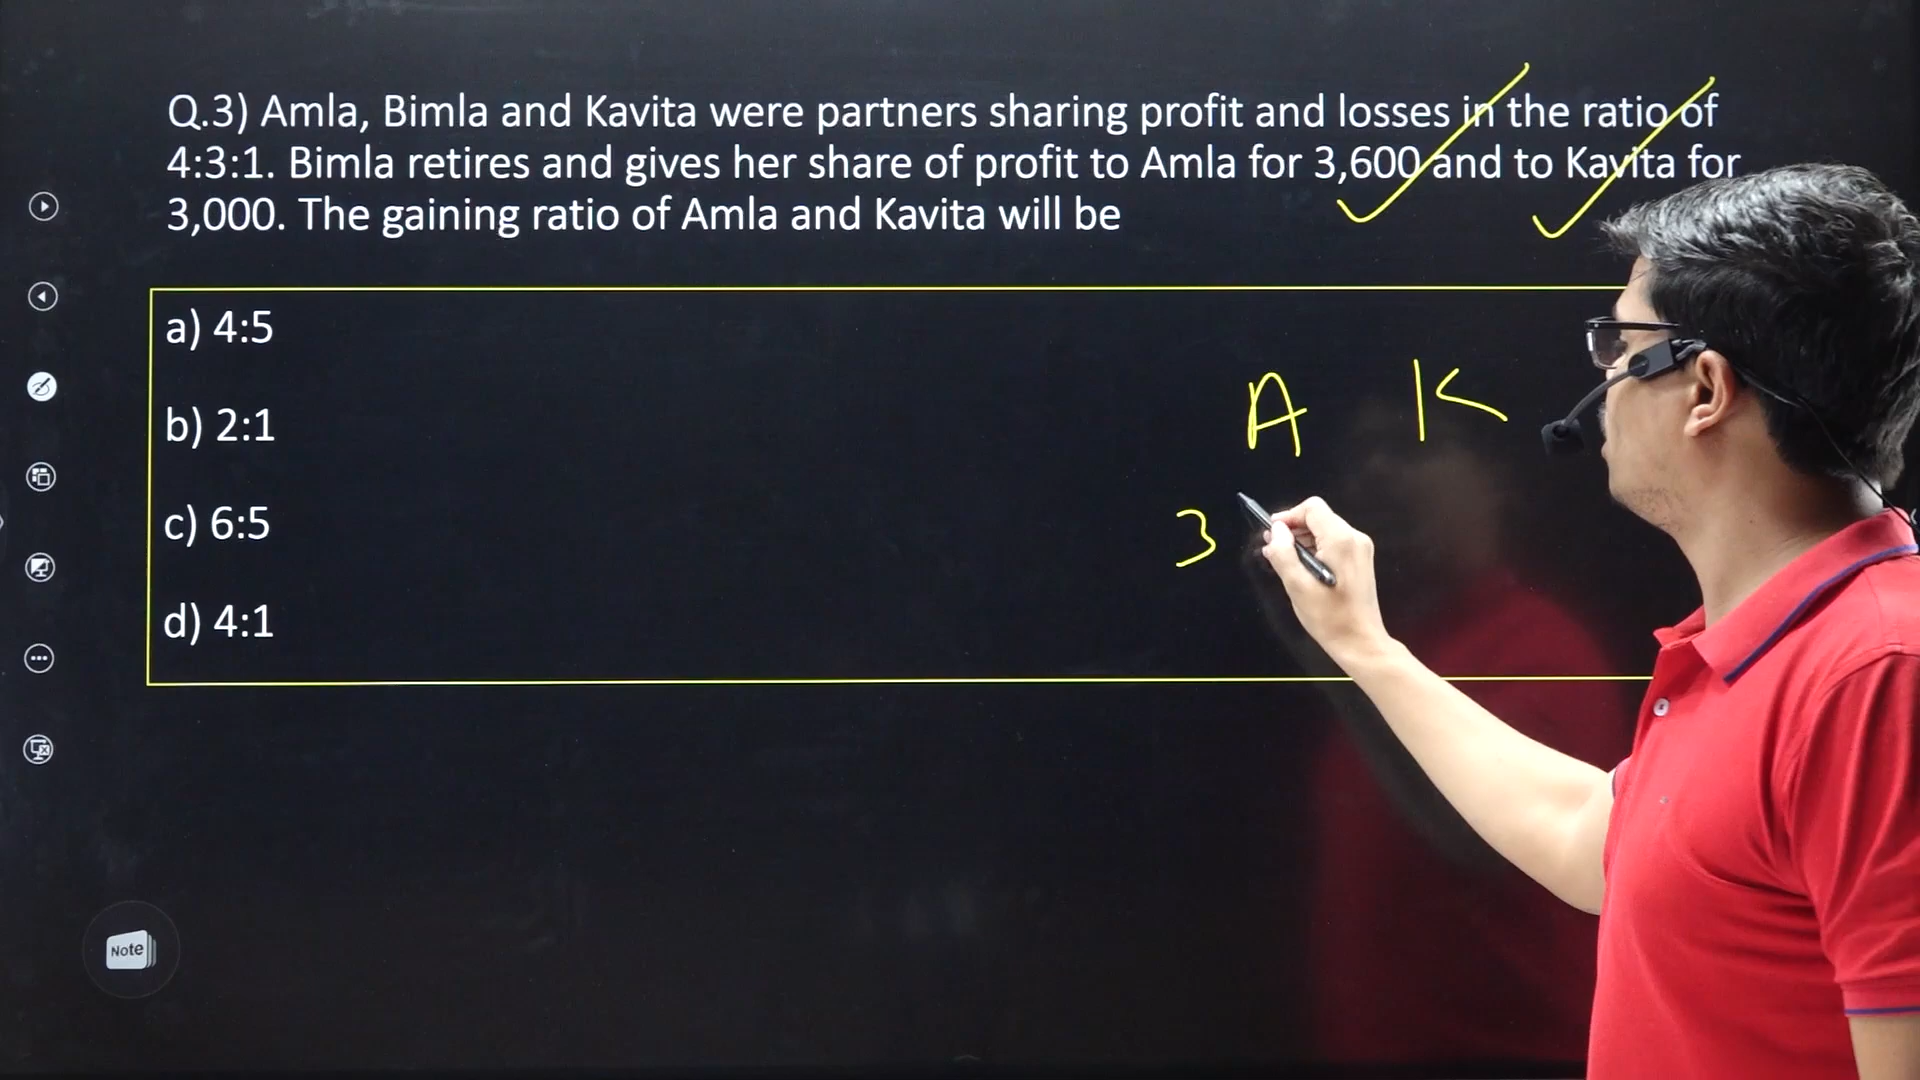 Q.3) Amla, Bimla and Kavita were partners sharing profit and losses in the ratio of
4:3:1. Bimla retires and gives her share of profit to Amla for 3,600 and to Kavita for
3,000. The gaining ratio of Amla and Kavita will be
a) 4:5
b) 2:1
c) 6:5
d) 4:1
A K
3
Note